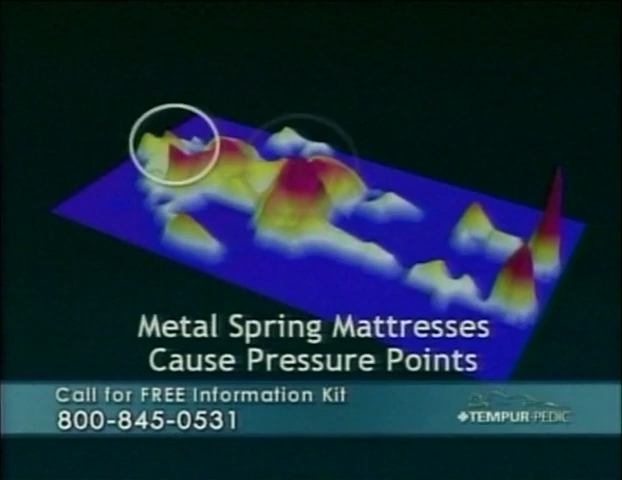 Metal Spring Mattresses
Cause Pressure Points
Call for FREE Information Kit
800-845-0531
TEMPUR-PEDIC